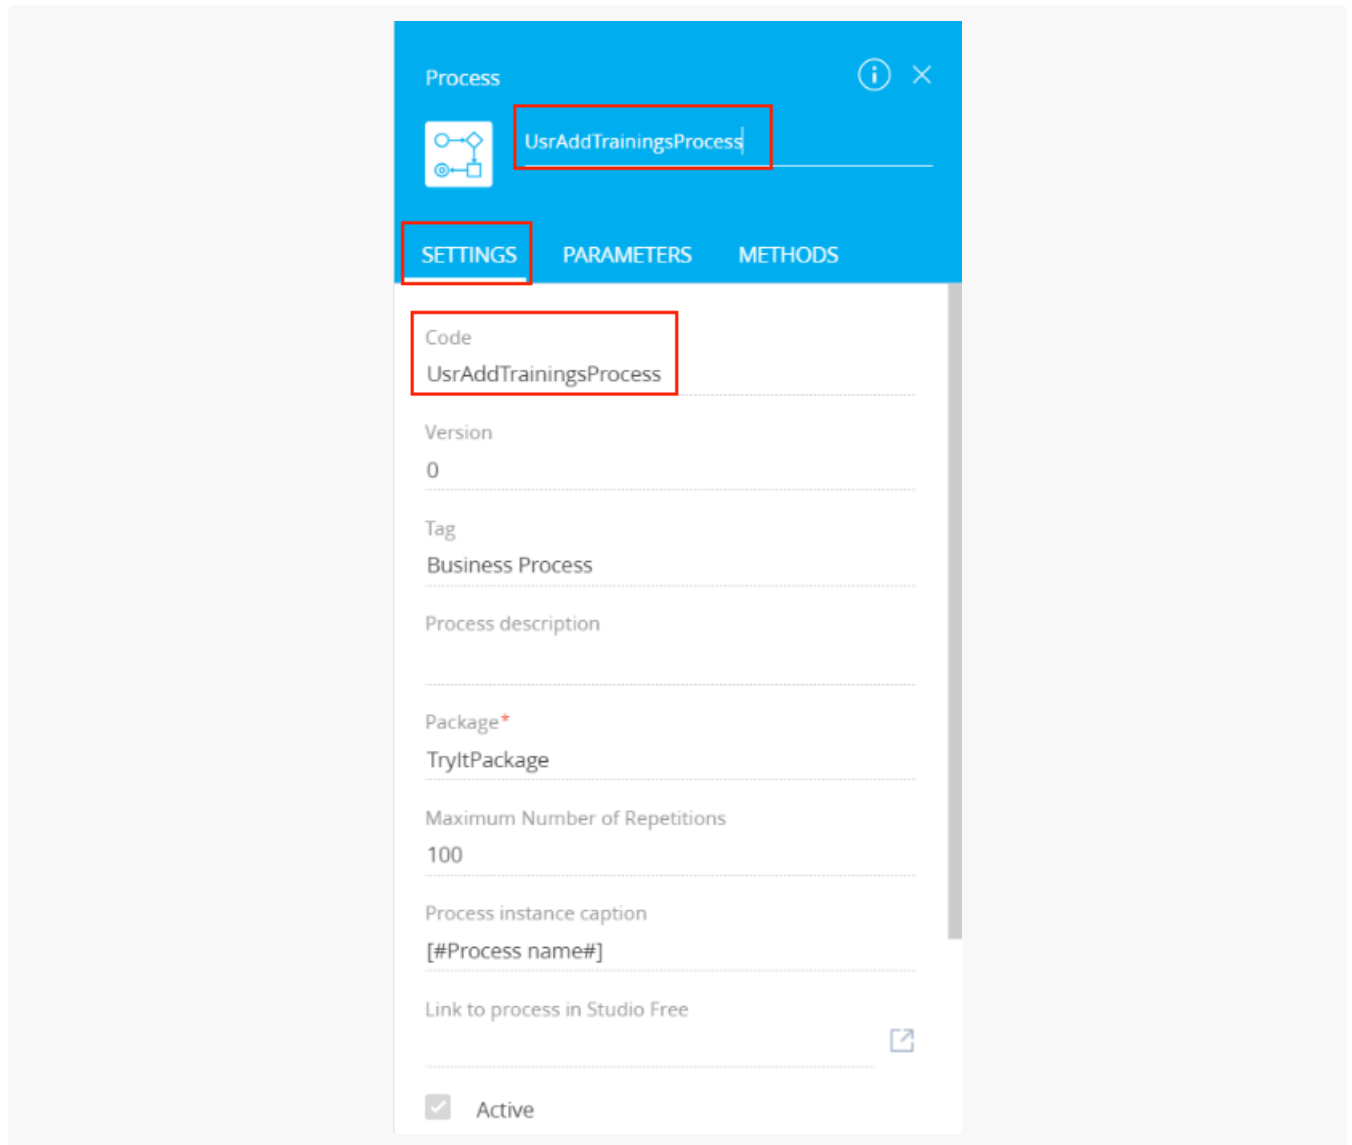 Process
UsrAddTrainingsProcess
SETTINGS PARAMETERS METHODS
Code
UsrAddTrainingsProcess
Version
0
Tag
Business Process
Process description
Package*
TryItPackage
Maximum Number of Repetitions
100
Process instance caption
[#Process name#]
Link to process in Studio Free
Active